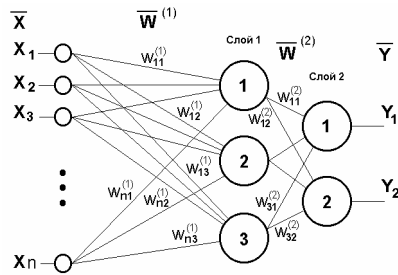 X̅ W̅ (1)
Слой 1 W̅ (2) Слой 2 Y̅
X1 W11(1) 1 W11(2)
X2 W12(1) W12(2) 1 Y1
X3
W13(1) 2
Wn1(1) Wn2(1) W31(2) 2 Y2
Xn Wn3(1) 3 W32(2)